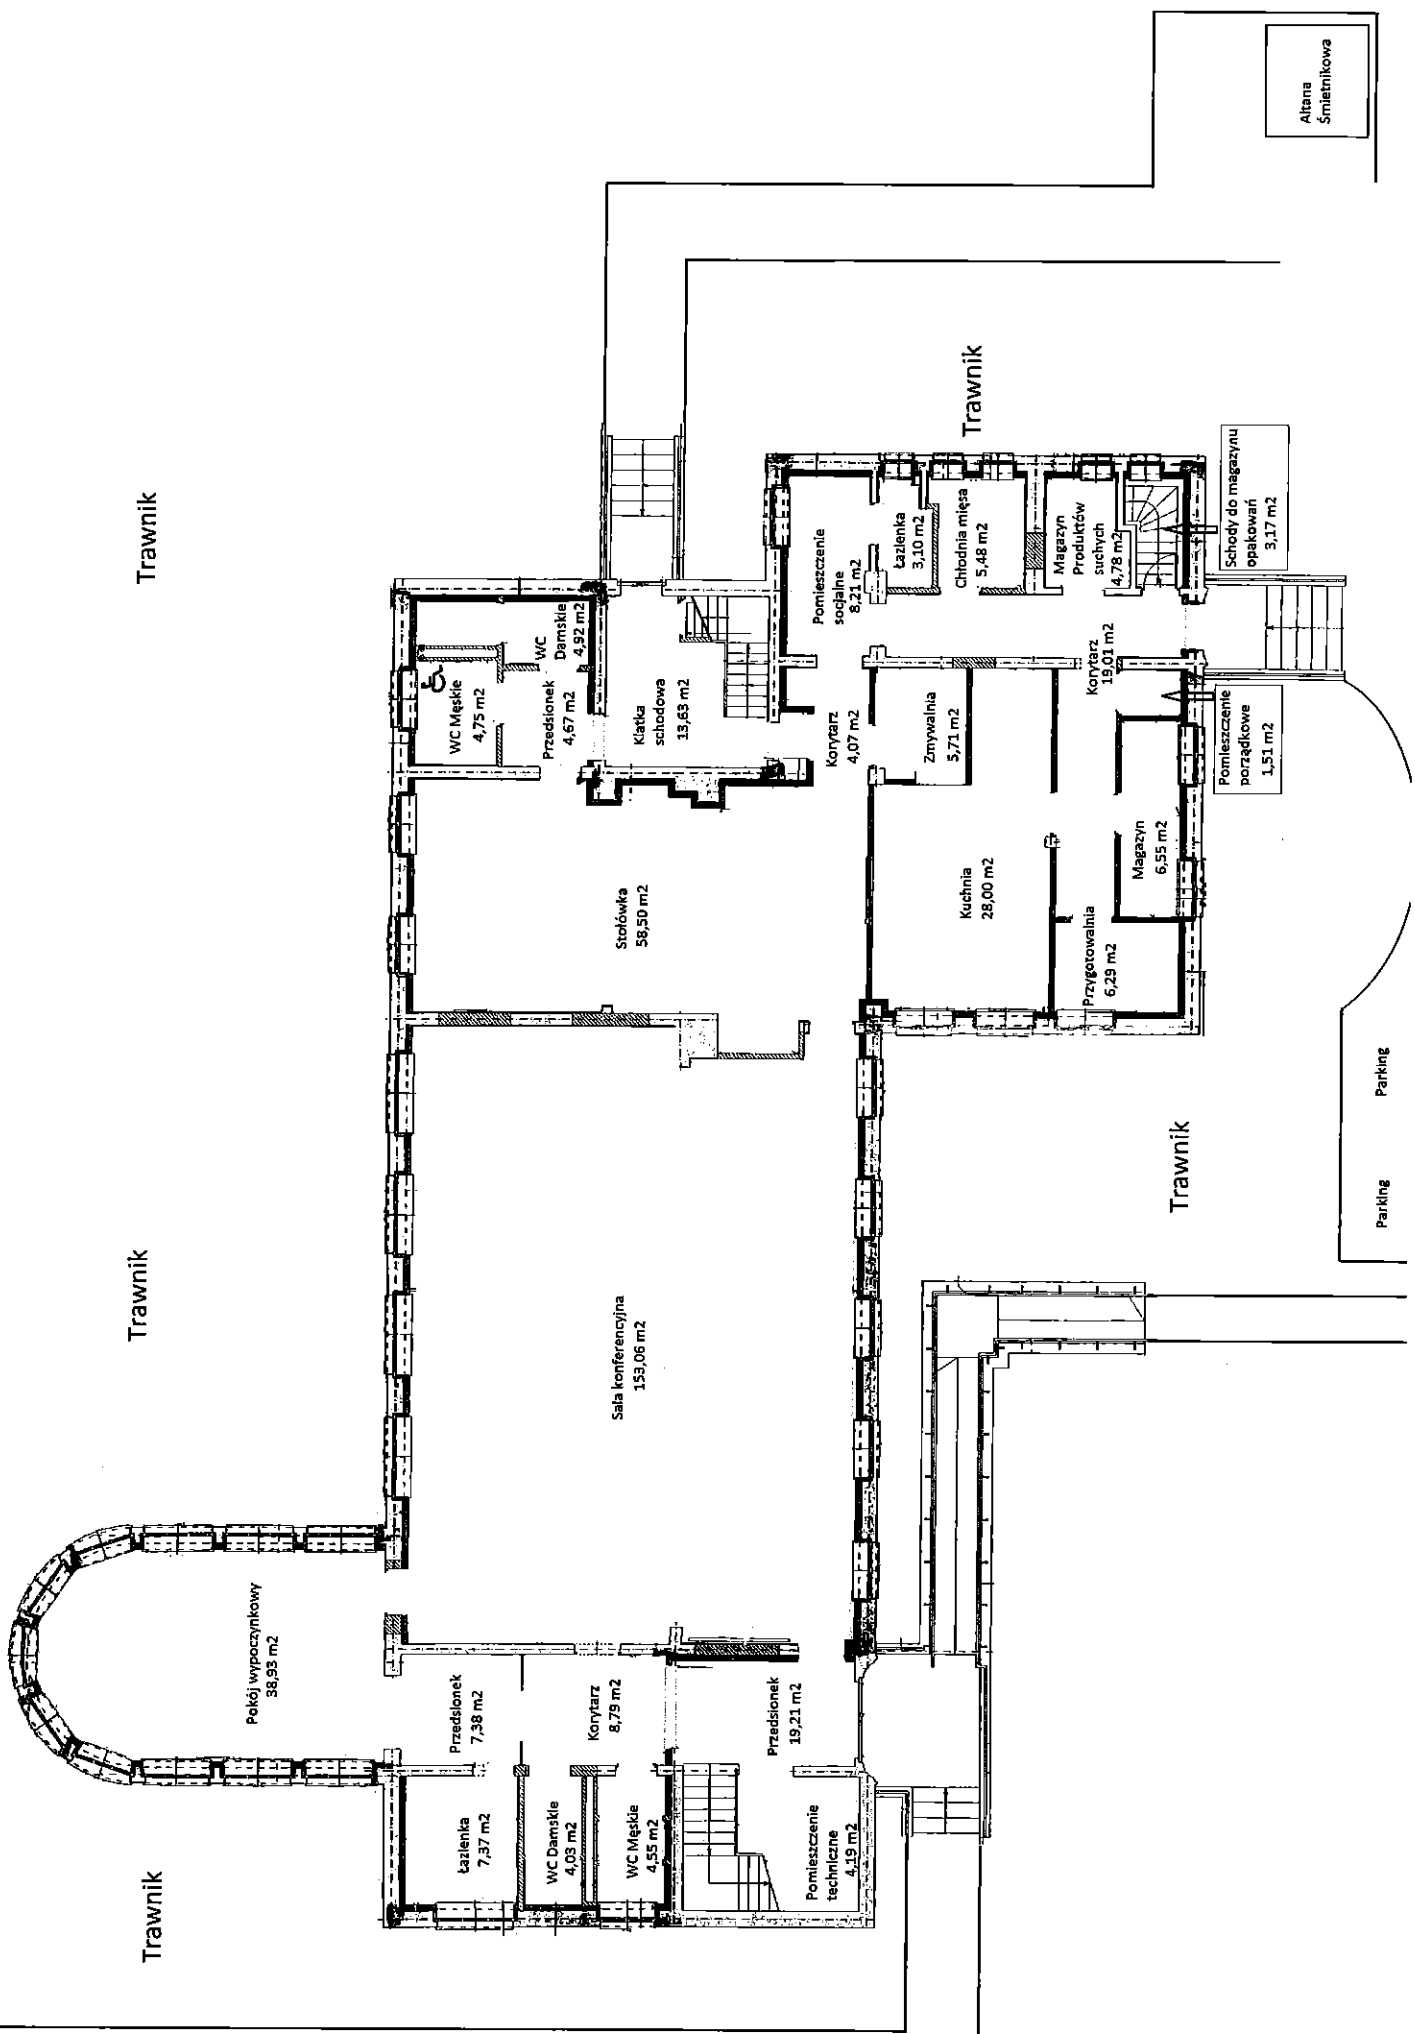 Trawnik
Trawnik
Trawnik
Pokój wypoczynkowy
38,93 m2
Łazienka
7,37 m2
Przedsionek
7,38 m2
WC Damskie
4,03 m2
WC Męskie
4,55 m2
Korytarz
8,79 m2
Pomieszczenie
techniczne
4,19 m2
Przedsionek
19,21 m2
Sala konferencyjna
153,06 m2
Stołówka
58,50 m2
WC Męskie
4,75 m2
Przedsionek
4,67 m2
WC
Damskie
4,92 m2
Klatka
schodowa
13,63 m2
Korytarz
4,07 m2
Pomieszczenie
socjalne
8,21 m2
Łazienka
3,10 m2
Chłodnia mięsa
5,48 m2
Magazyn
Produktów
suchych
4,78 m2
Zmywalnia
5,71 m2
Kuchnia
28,00 m2
Korytarz
19,01 m2
Przygotowalnia
6,29 m2
Magazyn
6,55 m2
Pomieszczenie
porządkowe
1,51 m2
Schody do magazynu
opakowań
3,17 m2
Trawnik
Trawnik
Parking
Parking
Altana
Śmietnikowa